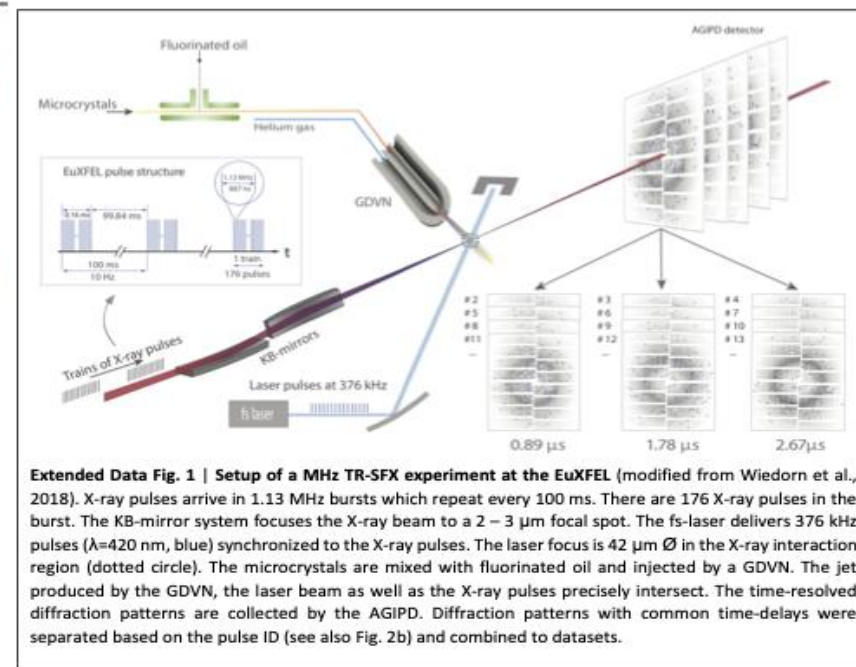 AGIPD detector
Fluorinated oil
Microcrystals
Helium gas
EuXFEL pulse structure
1.13 MHz
887 ns
99.84 ms
GDVN
t
100 ms
1 train
10 Hz
176 pulses
#2 #3 #4
#5 #6 #7
#8 #9 #10
#11 #12 #13
KB-mirrors
Trains of X-ray pulses
Laser pulses at 376 kHz
fs laser
0.89 µs 1.78 µs 2.67µs
Extended Data Fig. 1 | Setup of a MHz TR-SFX experiment at the EuXFEL (modified from Wiedorn et al.,
2018). X-ray pulses arrive in 1.13 MHz bursts which repeat every 100 ms. There are 176 X-ray pulses in the
burst. The KB-mirror system focuses the X-ray beam to a 2 – 3 µm focal spot. The fs-laser delivers 376 kHz
pulses (λ=420 nm, blue) synchronized to the X-ray pulses. The laser focus is 42 µm Ø in the X-ray interaction
region (dotted circle). The microcrystals are mixed with fluorinated oil and injected by a GDVN. The jet
produced by the GDVN, the laser beam as well as the X-ray pulses precisely intersect. The time-resolved
diffraction patterns are collected by the AGIPD. Diffraction patterns with common time-delays were
separated based on the pulse ID (see also Fig. 2b) and combined to datasets.